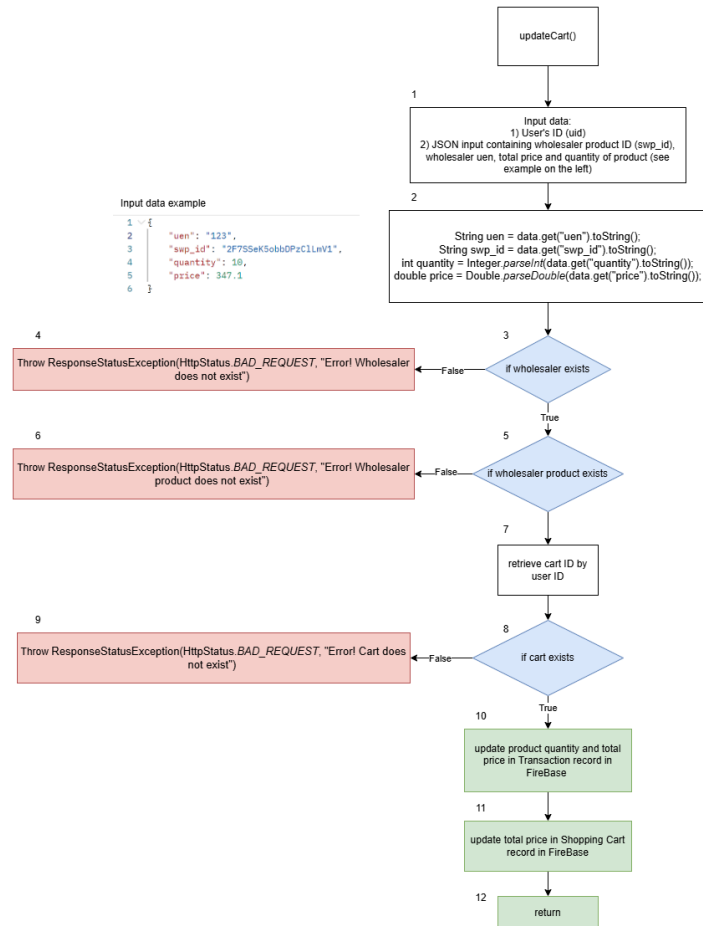 updateCart()
1
Input data:
1) User's ID (uid)
2) JSON input containing wholesaler product ID (swp_id),
wholesaler uen, total price and quantity of product (see
example on the left)
2
Input data example
1 {
2 "uen": "123",
3 "swp_id": "2F7SSeK5obbDPzClLmV1",
4 "quantity": 10,
5 "price": 347.1
6 }
String uen = data.get("uen").toString();
String swp_id = data.get("swp_id").toString();
int quantity = Integer.parseInt(data.get("quantity").toString());
double price = Double.parseDouble(data.get("price").toString());
3
if wholesaler exists
False
4
Throw ResponseStatusException(HttpStatus.BAD_REQUEST, "Error! Wholesaler
does not exist")
True
5
if wholesaler product exists
False
6
Throw ResponseStatusException(HttpStatus.BAD_REQUEST, "Error! Wholesaler
product does not exist")
7
retrieve cart ID by
user ID
8
if cart exists
False
9
Throw ResponseStatusException(HttpStatus.BAD_REQUEST, "Error! Cart does
not exist")
True
10
update product quantity and total
price in Transaction record in
FireBase
11
update total price in Shopping Cart
record in FireBase
12
return